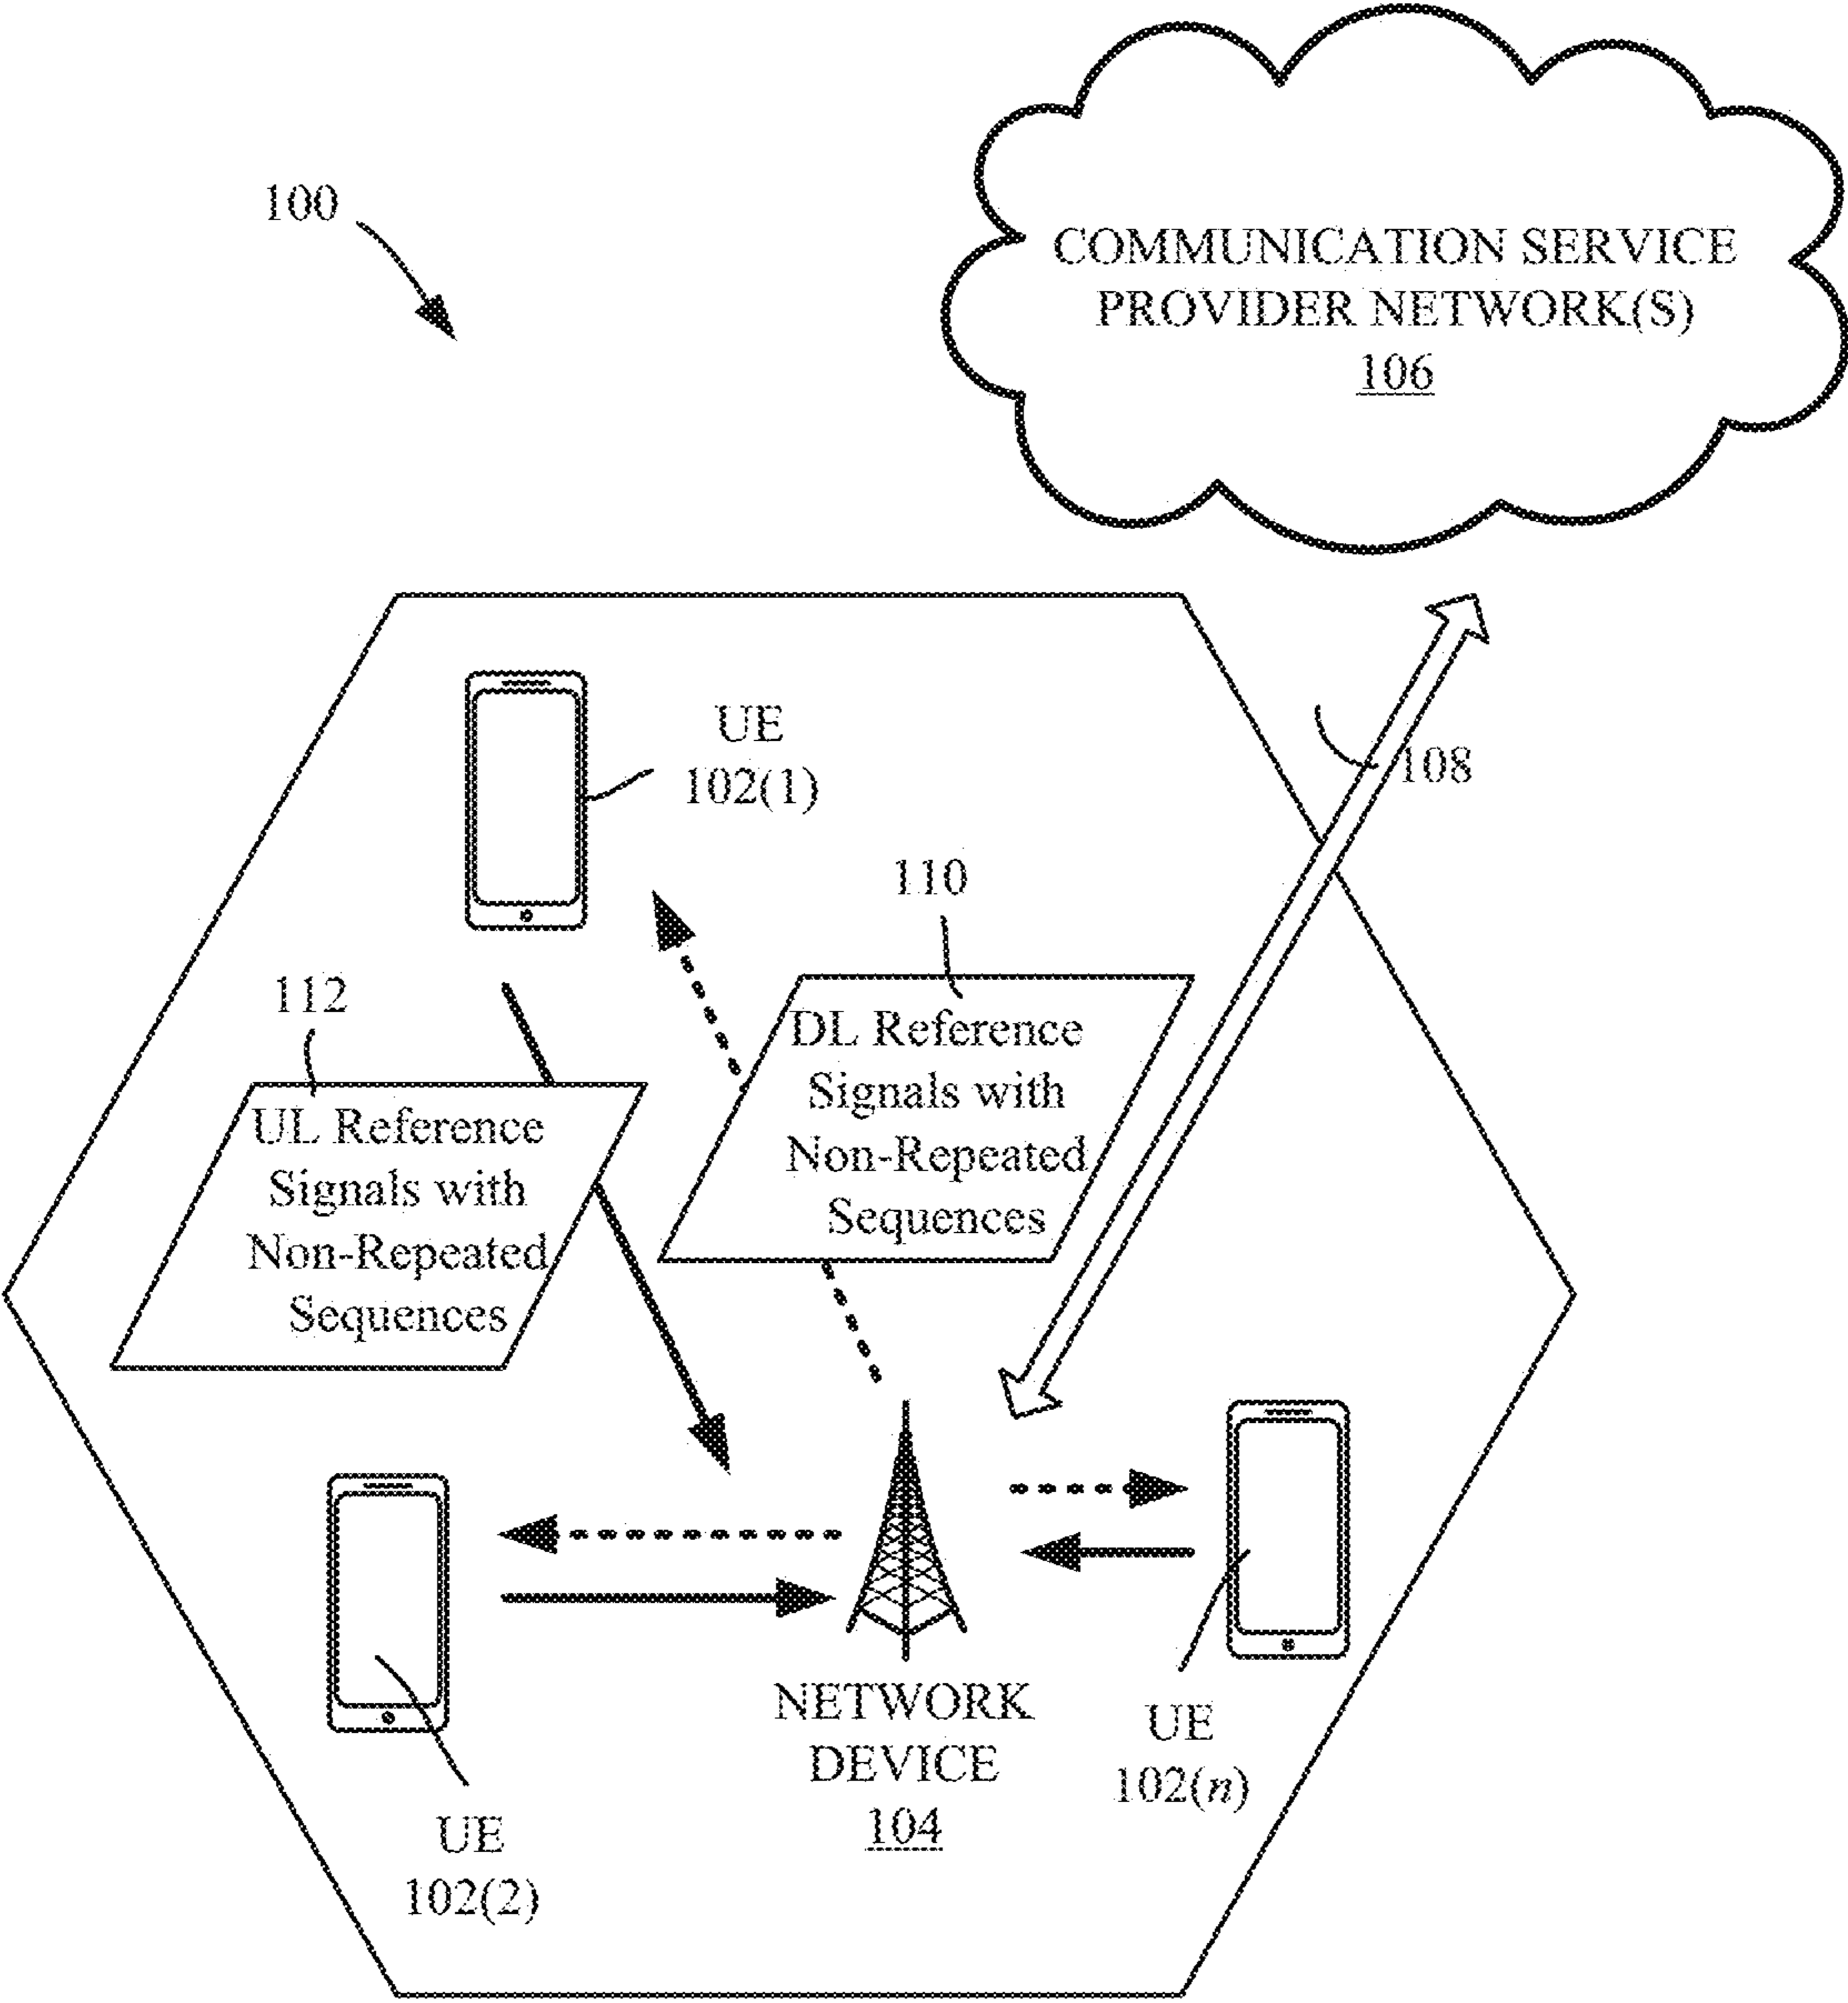 100
COMMUNICATION SERVICE
PROVIDER NETWORK(S)
106
UE
102(1)
108
110
DL Reference
Signals with
Non-Repeated
Sequences
112
UL Reference
Signals with
Non-Repeated
Sequences
NETWORK
DEVICE
104
UE
102(n)
UE
102(2)